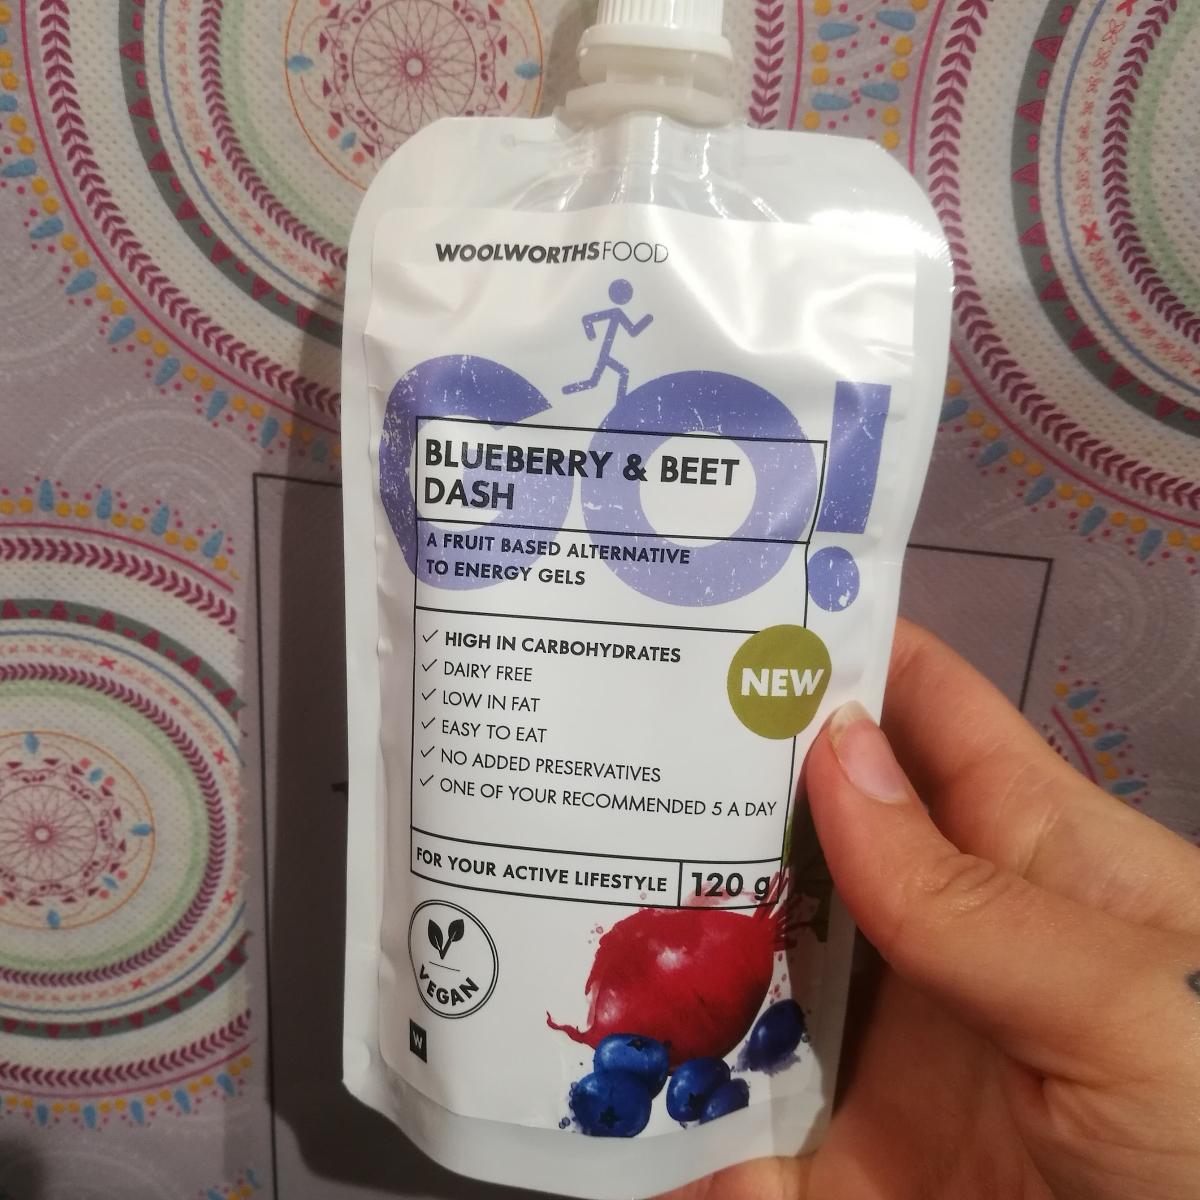 WOOLWORTHSFOOD
GO!
BLUEBERRY & BEET
DASH
A FRUIT BASED ALTERNATIVE
TO ENERGY GELS
✓ HIGH IN CARBOHYDRATES
✓ DAIRY FREE
✓ LOW IN FAT
✓ EASY TO EAT
✓ NO ADDED PRESERVATIVES
✓ ONE OF YOUR RECOMMENDED 5 A DAY
NEW
FOR YOUR ACTIVE LIFESTYLE
120 g
VEGAN
W